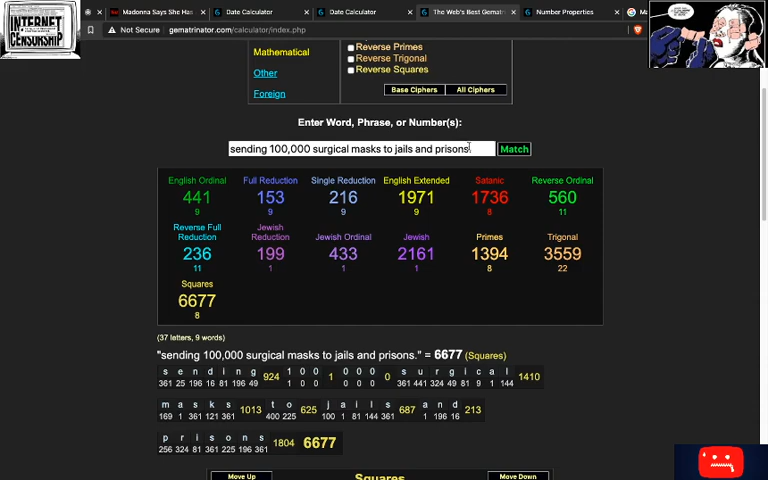 INTERNET
CENSORSHIP
Madonna Says She Has
Date Calculator
Date Calculator
The Web's Best Gemat
Number Properties
Not Secure
gematrinator.com/calculator/index.php
Mathematical
Other
Foreign
Reverse Primes
Reverse Trigonal
Reverse Squares
Base Ciphers
All Ciphers
Enter Word, Phrase, or Number(s):
sending 100,000 surgical masks to jails and prisons.
Match
English Ordinal Full Reduction Single Reduction English Extended Satanic Reverse Ordinal
441 153 216 1971 1736 560
9 9 9 9 8 11
Reverse Full Reduction Jewish Reduction Jewish Ordinal Jewish Primes Trigonal
236 199 433 2161 1394 3559
11 1 1 1 8 22
Squares
6677
8
(37 letters, 9 words)
"sending 100,000 surgical masks to jails and prisons." = 6677 (Squares)
s e n d i n g 924 1 0 0 1 0 0 0 0 s u r g i c a l 1410
361 25 196 16 81 196 49 1 0 0 0 0 0 361 441 324 49 81 9 1 144
m a s k s 1013 t o 625 j a i l s 687 a n d 213
169 1 361 121 361 400 225 100 1 81 144 361 1 196 16
p r i s o n s 1804 6677
256 324 81 361 225 196 361
Move Up
Squares
Move Down